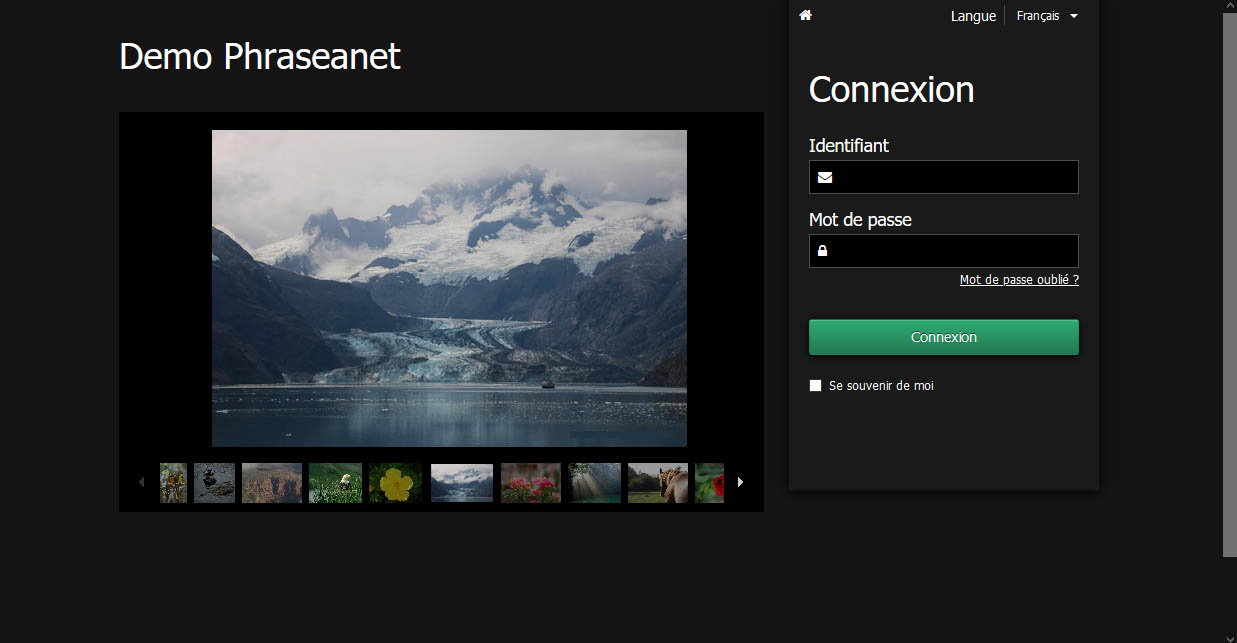 Langue Français
Demo Phraseanet
Connexion
Identifiant
Mot de passe
Mot de passe oublié ?
Connexion
Se souvenir de moi